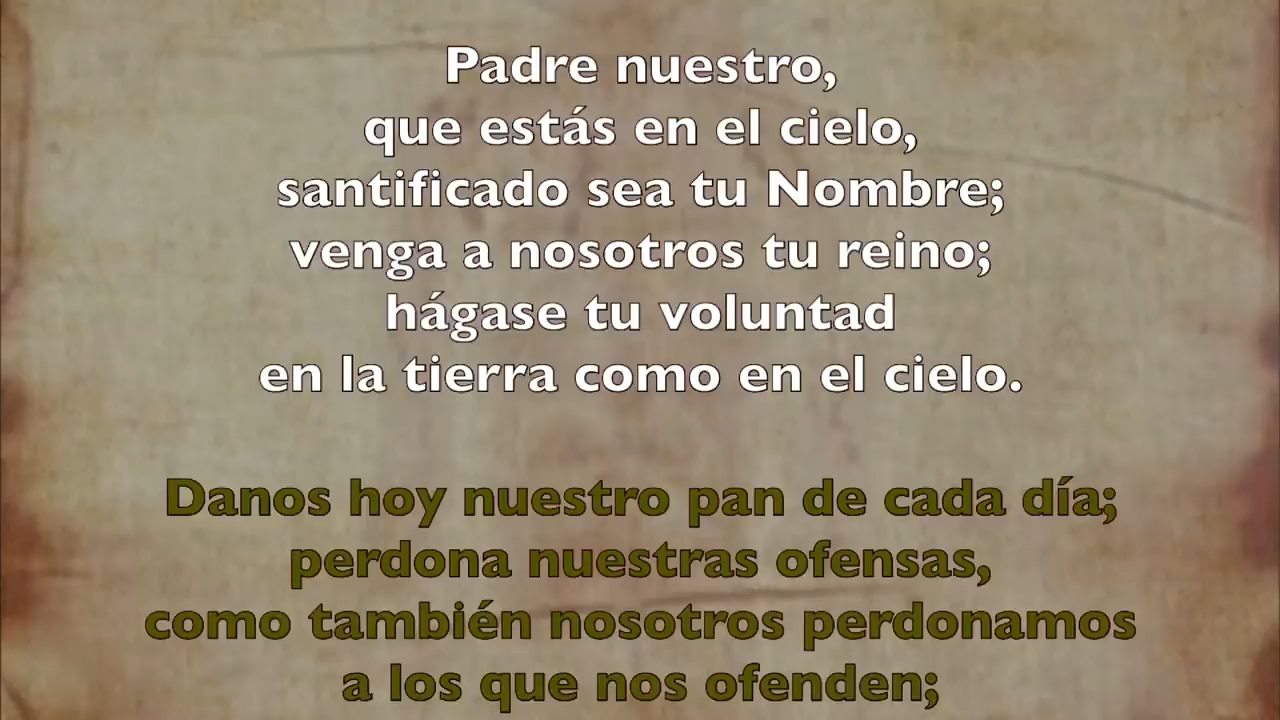 Padre nuestro,
que estás en el cielo,
santificado sea tu Nombre;
venga a nosotros tu reino;
hágase tu voluntad
en la tierra como en el cielo.
Danos hoy nuestro pan de cada día;
perdona nuestras ofensas,
como también nosotros perdonamos
a los que nos ofenden;